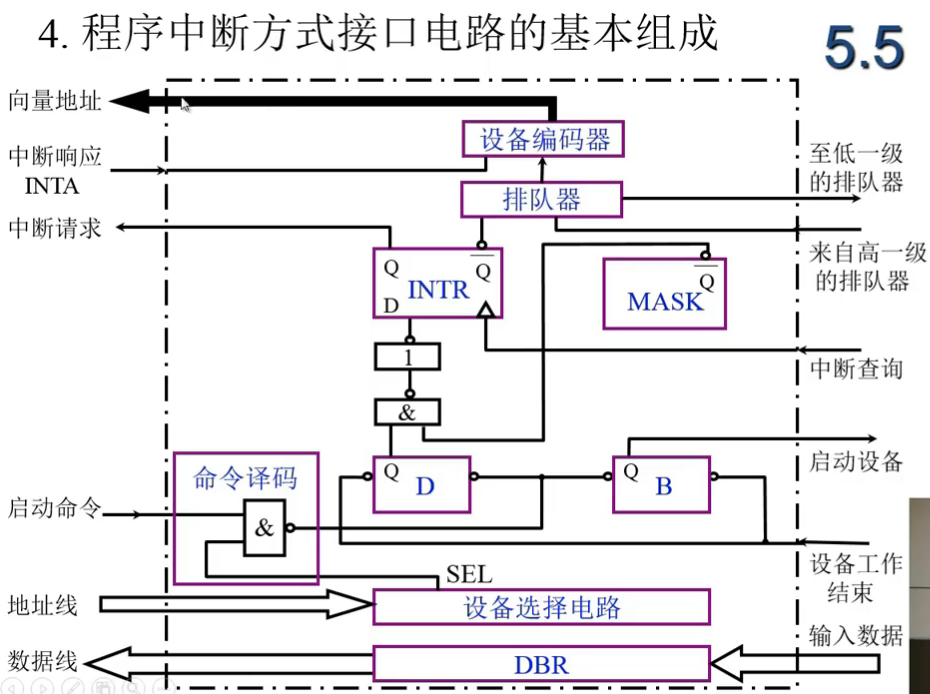 4. 程序中断方式接口电路的基本组成
5.5
向量地址
设备编码器
中断响应
INTA
至低一级
的排队器
排队器
中断请求
来自高一级
的排队器
Q
Q
INTR
D
Q
MASK
1
中断查询
&
Q
D
Q
B
启动设备
命令译码
启动命令
&
设备工作
结束
SEL
地址线
设备选择电路
输入数据
数据线
DBR